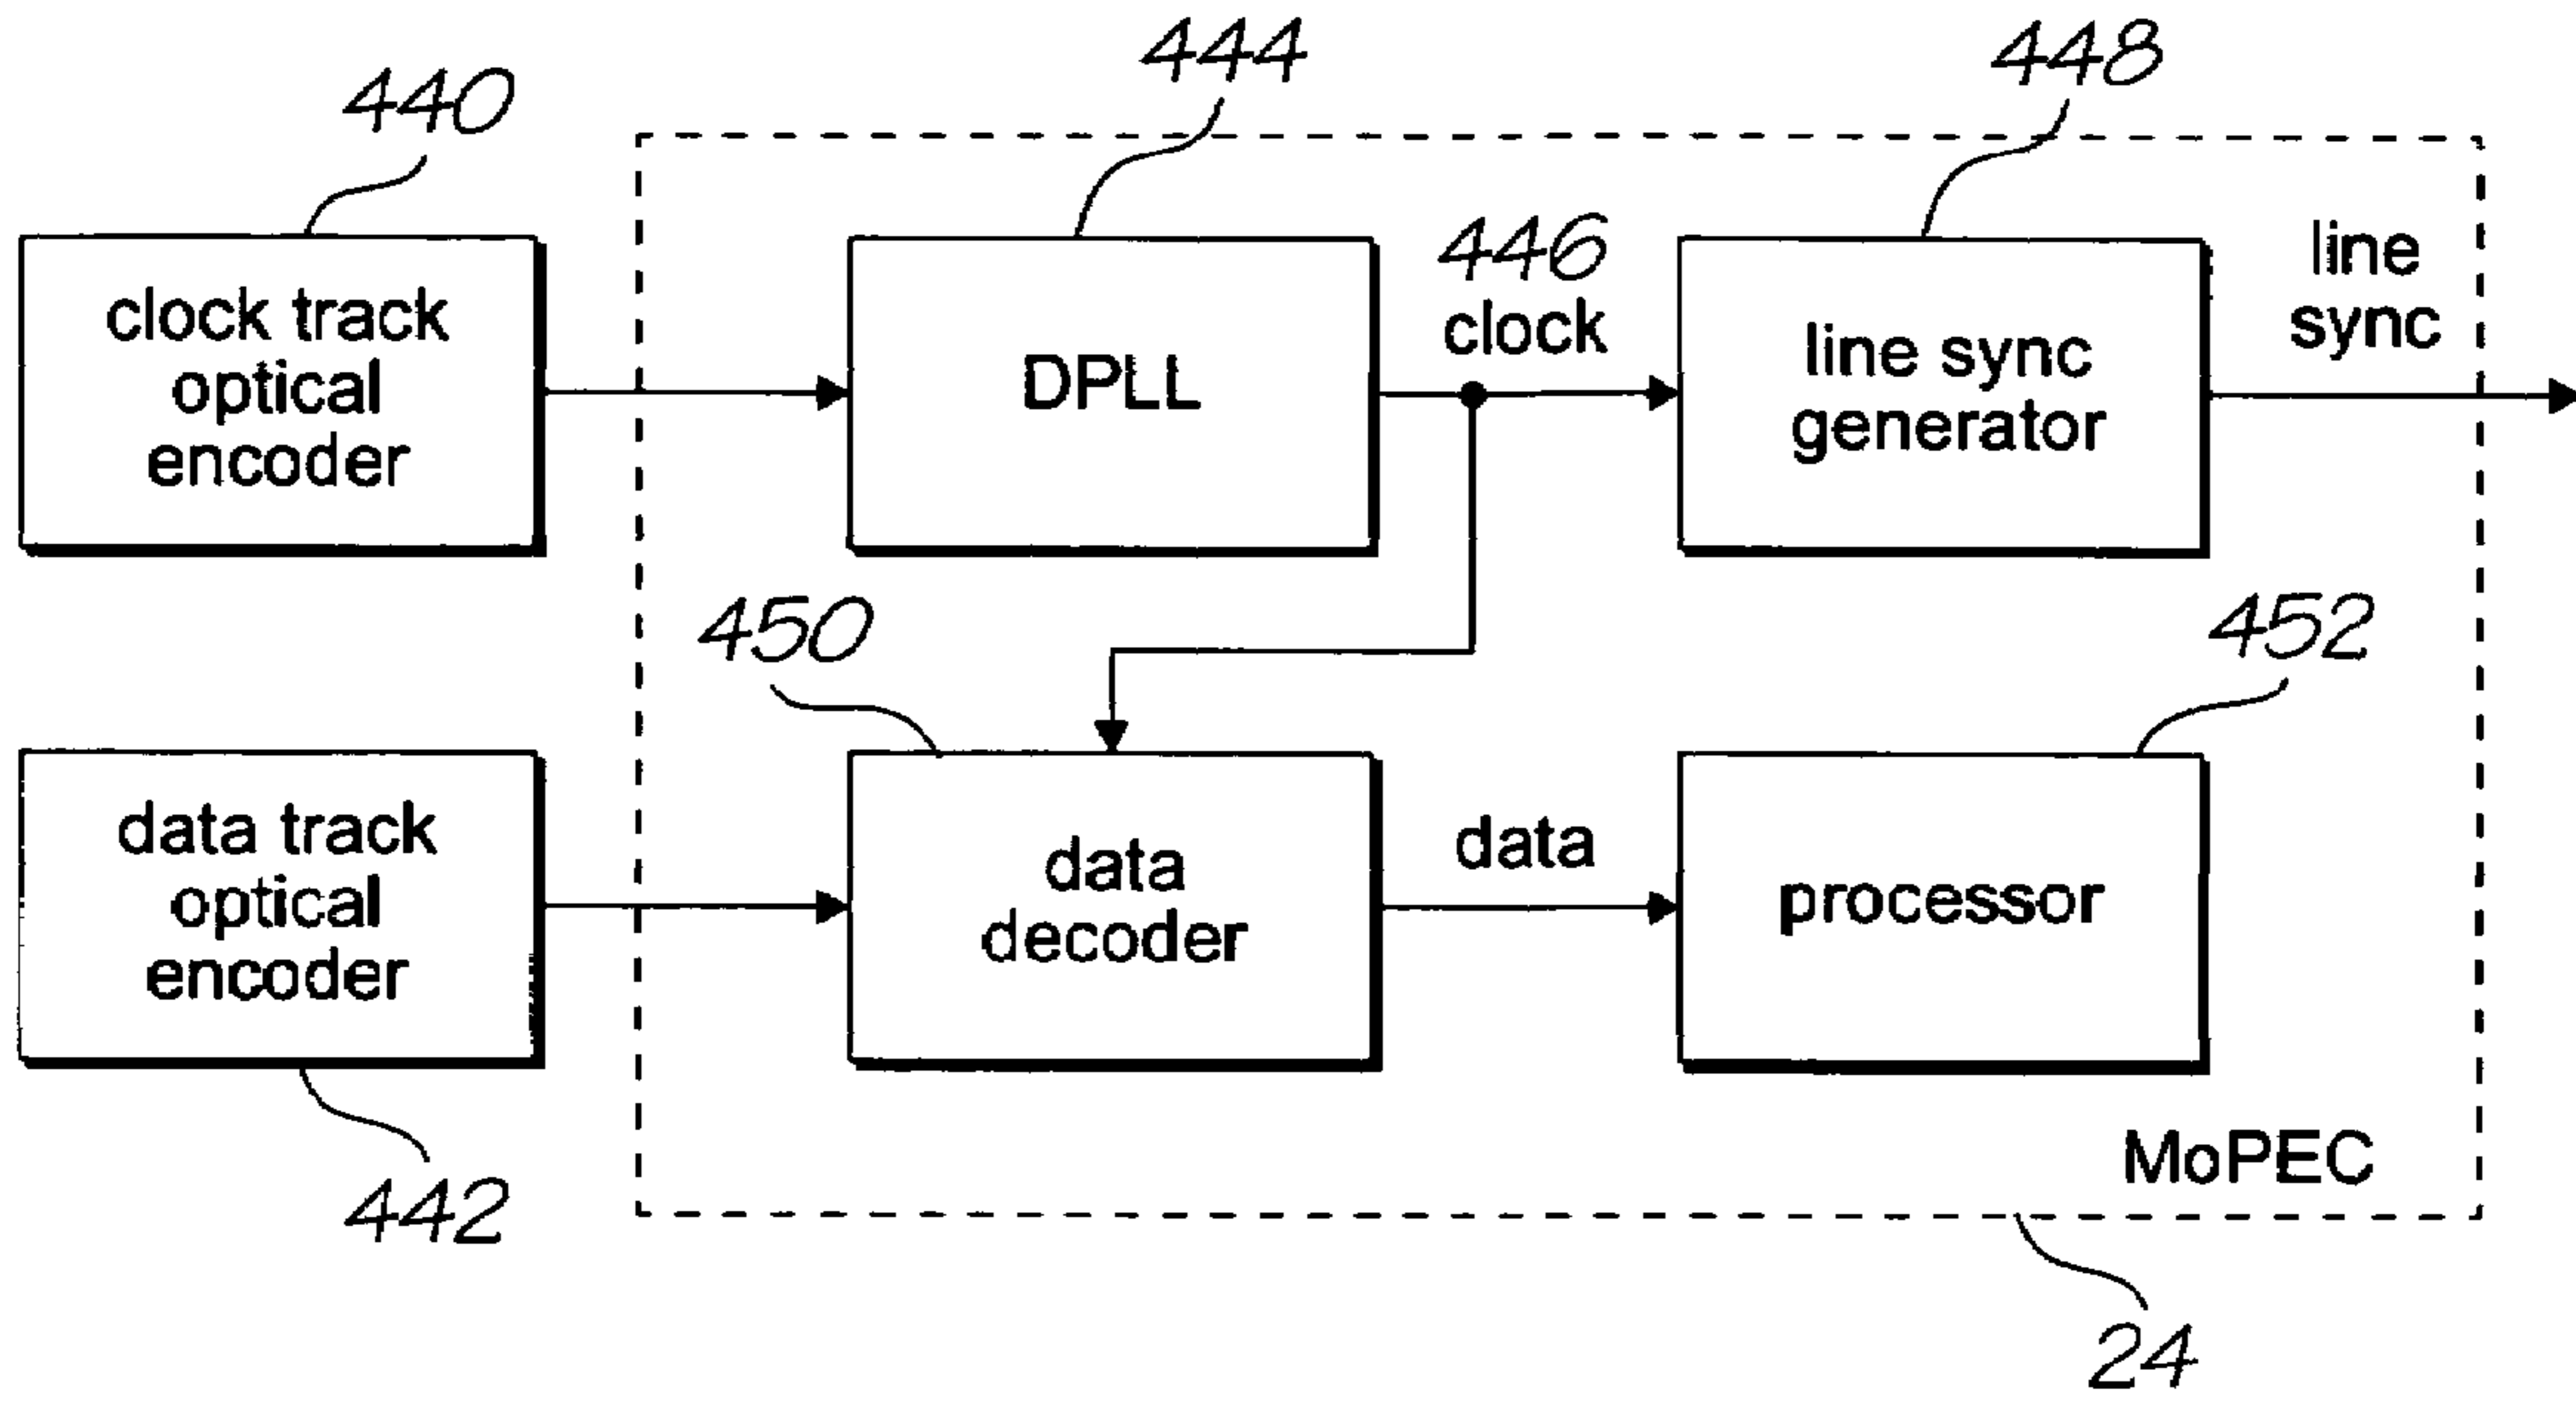 444
448
440
446
clock
line
sync
clock track
optical
encoder
DPLL
line sync
generator
450
452
data track
optical
encoder
data
decoder
data
processor
MoPEC
442
24